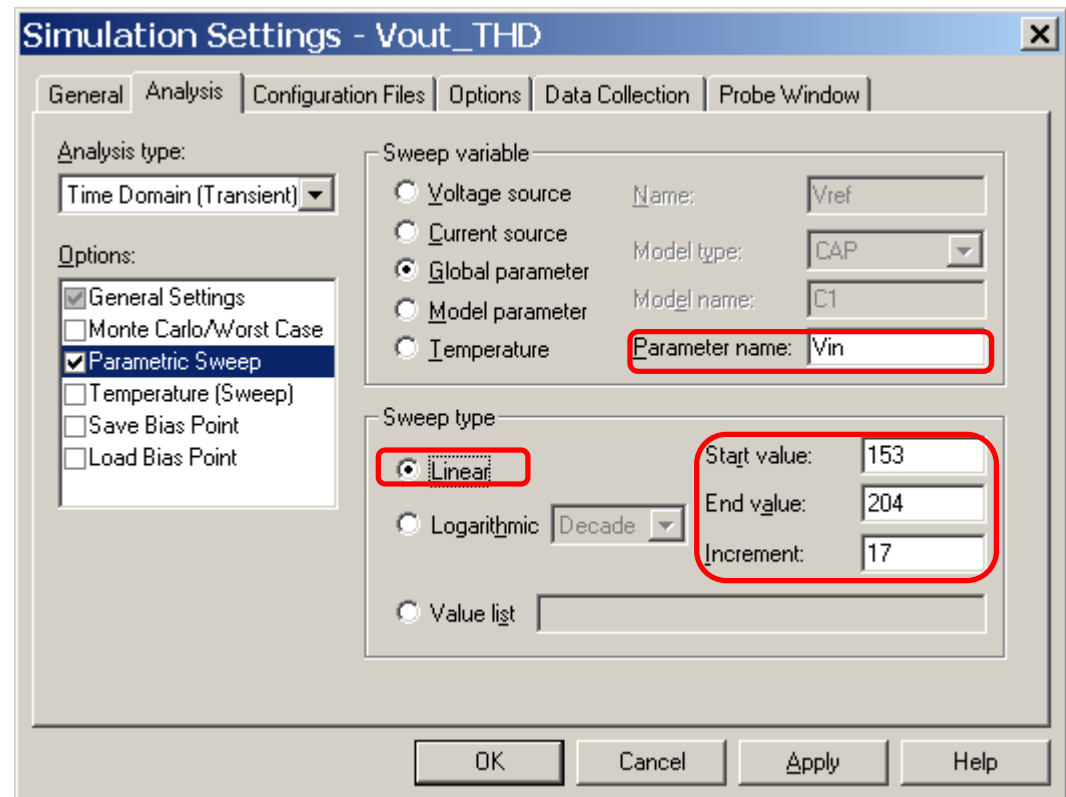 Simulation Settings - Vout_THD
General Analysis Configuration Files Options Data Collection Probe Window
Analysis type:
Time Domain (Transient)
Options:
General Settings
Monte Carlo/Worst Case
Parametric Sweep
Temperature (Sweep)
Save Bias Point
Load Bias Point
Sweep variable
Voltage source
Current source
Global parameter
Model parameter
Temperature
Name: Vref
Model type: CAP
Model name: C1
Parameter name: Vin
Sweep type
Linear
Logarithmic Decade
Value list
Start value: 153
End value: 204
Increment: 17
OK Cancel Apply Help